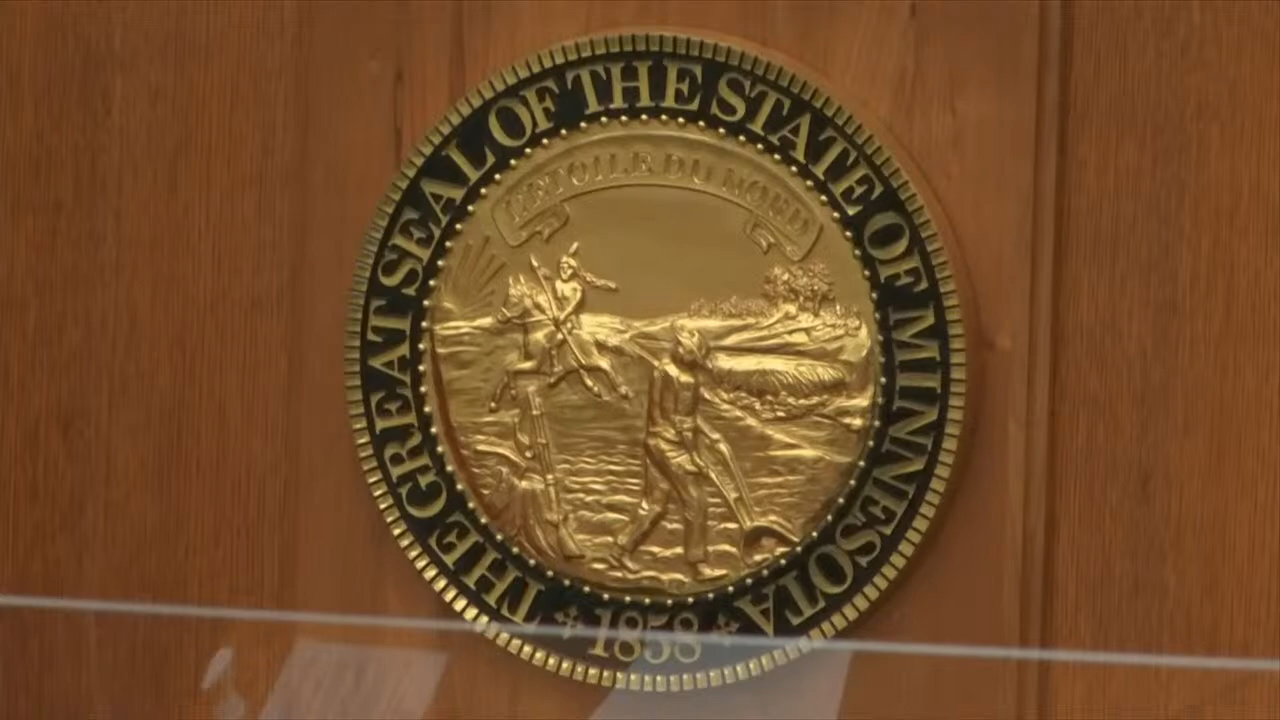 THE GREAT SEAL OF THE STATE OF MINNESOTA
L'ETOILE DU NORD
1858